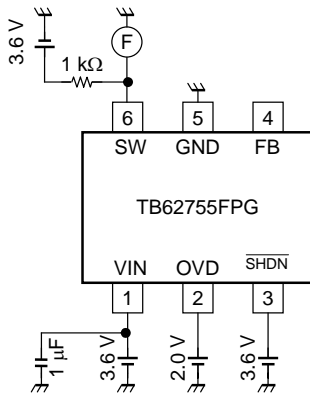 3.6 V
F
1 kΩ
6 5 4
SW GND FB
TB62755FPG
VIN OVD SHDN
1 2 3
1 μF
3.6 V
2.0 V
3.6 V